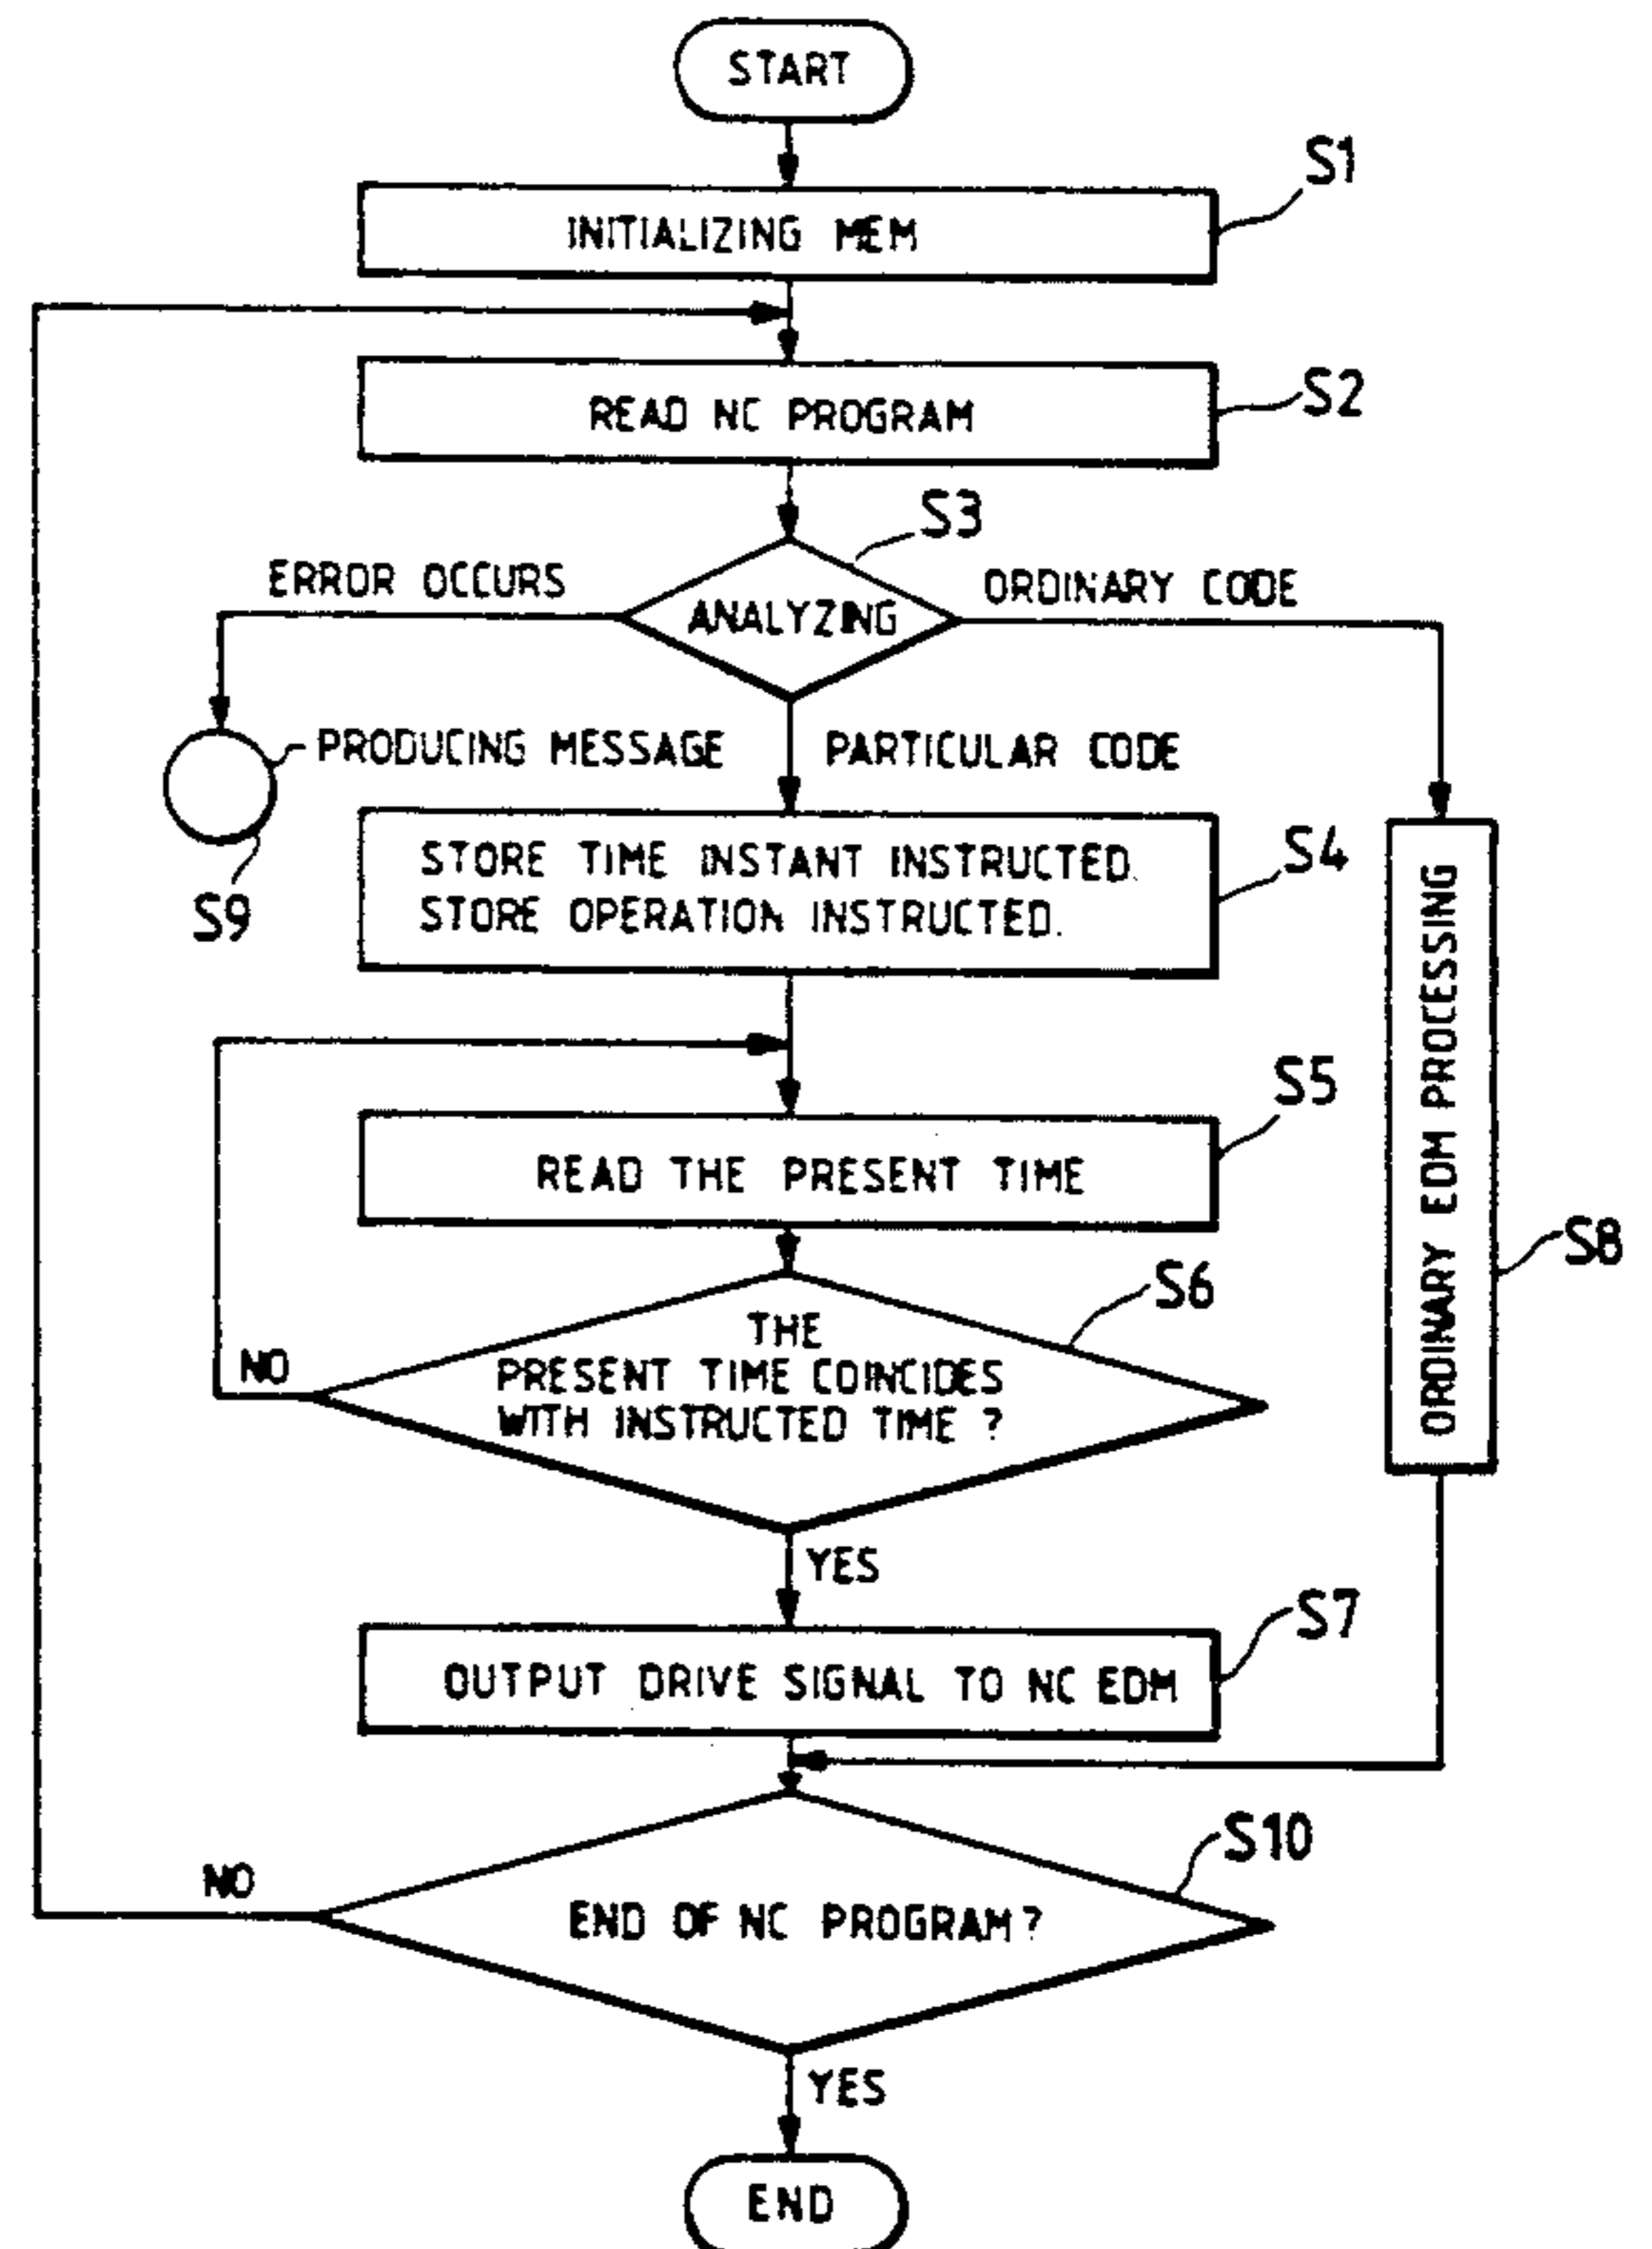 START
S1
INITIALIZING MEM
READ NC PROGRAM
S2
S3
ERROR OCCURS
ANALYZING
ORDINARY CODE
PRODUCING MESSAGE
PARTICULAR CODE
S9
STORE TIME INSTANT INSTRUCTED.
STORE OPERATION INSTRUCTED.
S4
ORDINARY EDM PROCESSING
S8
S5
READ THE PRESENT TIME
S6
THE
PRESENT TIME COINCIDES
WITH INSTRUCTED TIME ?
NO
YES
S7
OUTPUT DRIVE SIGNAL TO NC EDM
S10
NO
END OF NC PROGRAM?
YES
END